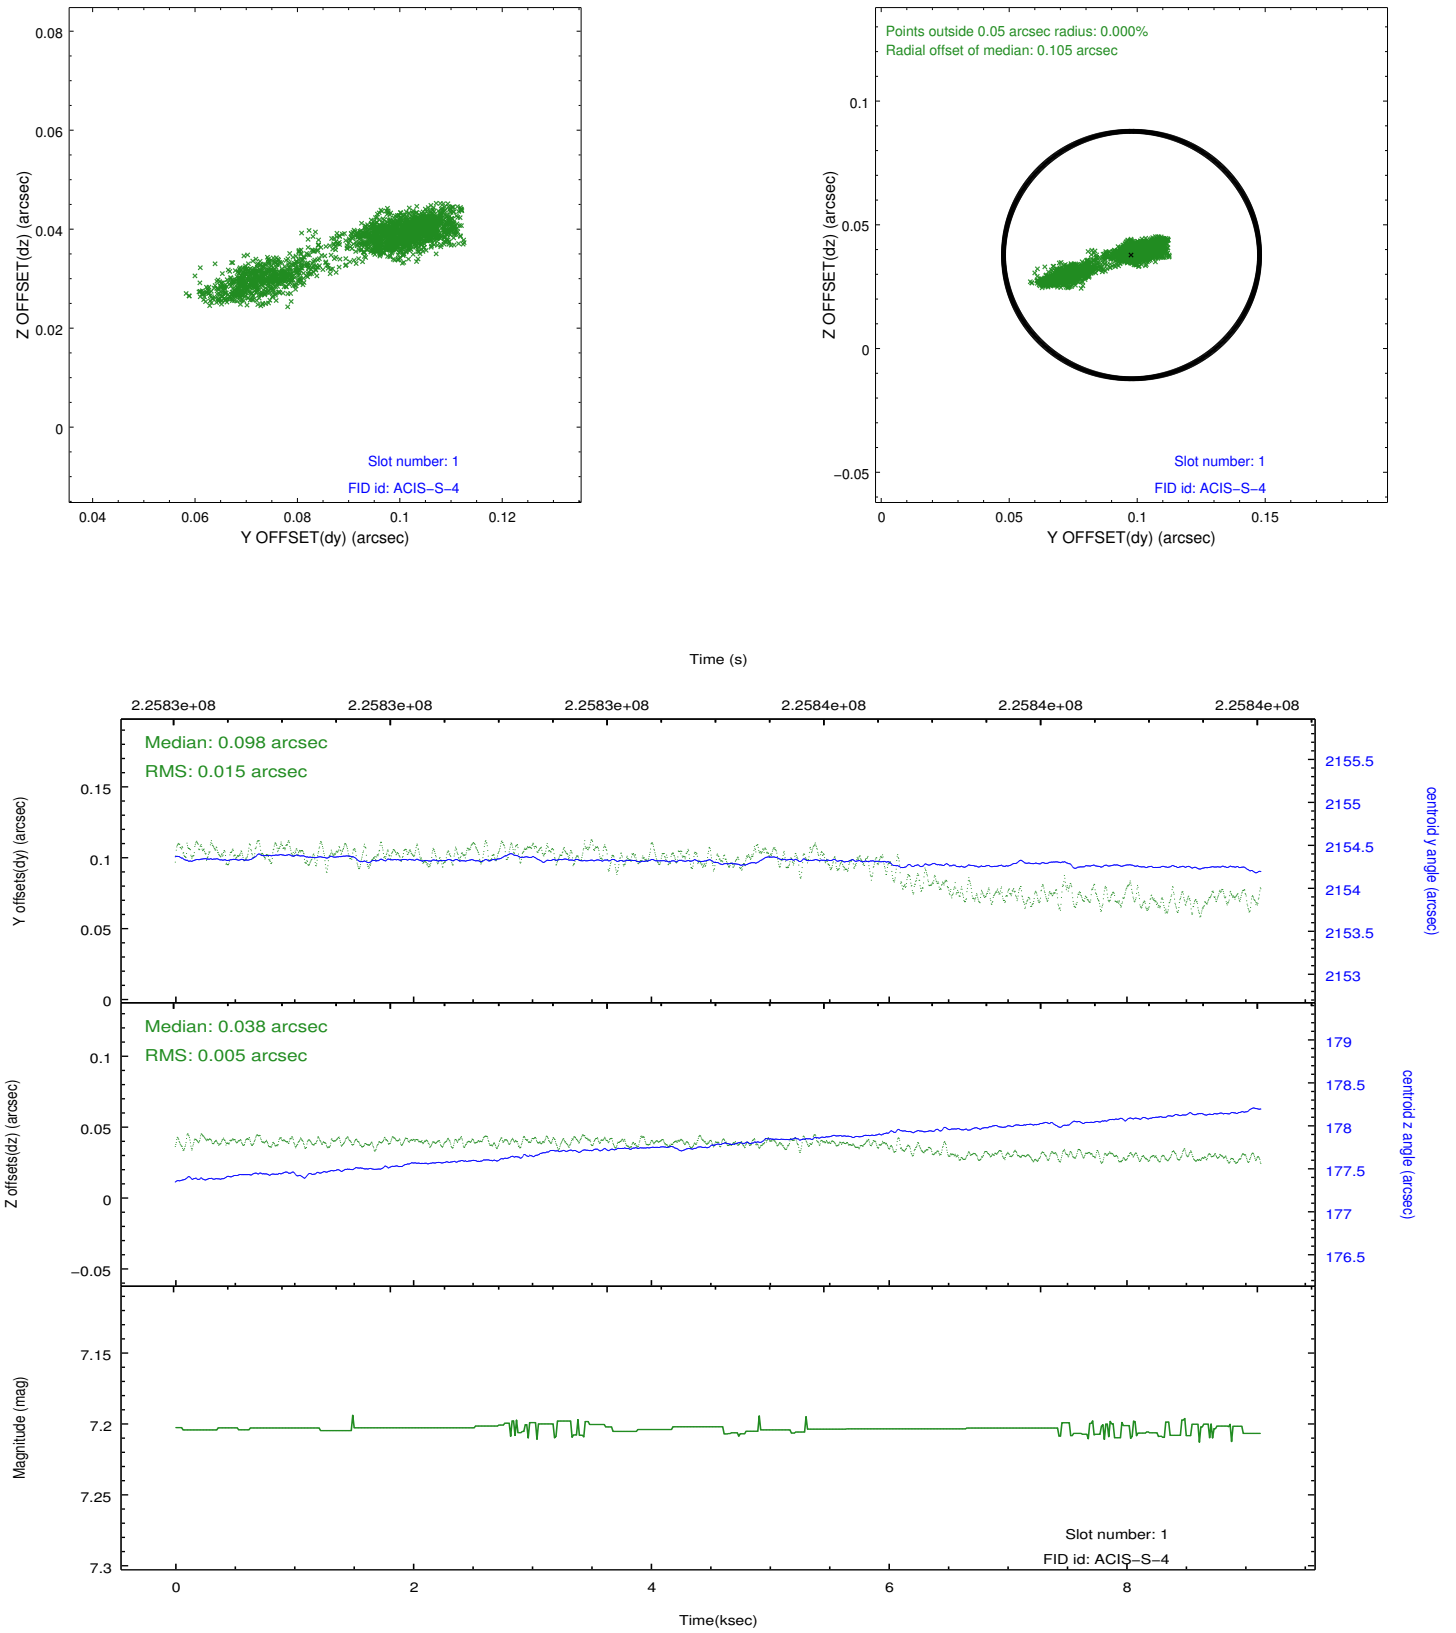 0.08
0.06
0.04
0.02
0
Z OFFSET(dz) (arcsec)
Slot number: 1
FID id: ACIS−S−4
0.04 0.06 0.08 0.1 0.12
Y OFFSET(dy) (arcsec)
Points outside 0.05 arcsec radius: 0.000%
Radial offset of median: 0.105 arcsec
0.1
0.05
0
−0.05
Z OFFSET(dz) (arcsec)
Slot number: 1
FID id: ACIS−S−4
0 0.05 0.1 0.15
Y OFFSET(dy) (arcsec)
Time (s)
2.2583e+08 2.2583e+08 2.2583e+08 2.2584e+08 2.2584e+08 2.2584e+08
Median: 0.098 arcsec
RMS: 0.015 arcsec
0.15
0.1
0.05
0
Y offsets(dy) (arcsec)
2155.5
2155
2154.5
2154
2153.5
2153
centroid y angle (arcsec)
Median: 0.038 arcsec
RMS: 0.005 arcsec
0.1
0.05
0
−0.05
Z offsets(dz) (arcsec)
179
178.5
178
177.5
177
176.5
centroid z angle (arcsec)
7.15
7.2
7.25
7.3
Magnitude (mag)
Slot number: 1
FID id: ACIS−S−4
0 2 4 6 8
Time(ksec)